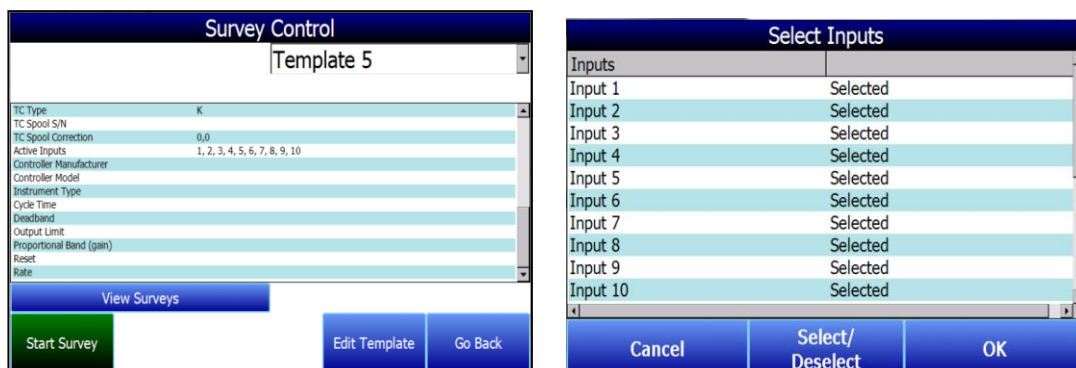 Survey Control
Template 5
TC Type K
TC Spool S/N
TC Spool Correction 0,0
Active Inputs 1, 2, 3, 4, 5, 6, 7, 8, 9, 10
Controller Manufacturer
Controller Model
Instrument Type
Cycle Time
Deadband
Output Limit
Proportional Band (gain)
Reset
Rate
View Surveys
Start Survey Edit Template Go Back
Select Inputs
Inputs
Input 1 Selected
Input 2 Selected
Input 3 Selected
Input 4 Selected
Input 5 Selected
Input 6 Selected
Input 7 Selected
Input 8 Selected
Input 9 Selected
Input 10 Selected
Cancel Select/ OK
Deselect